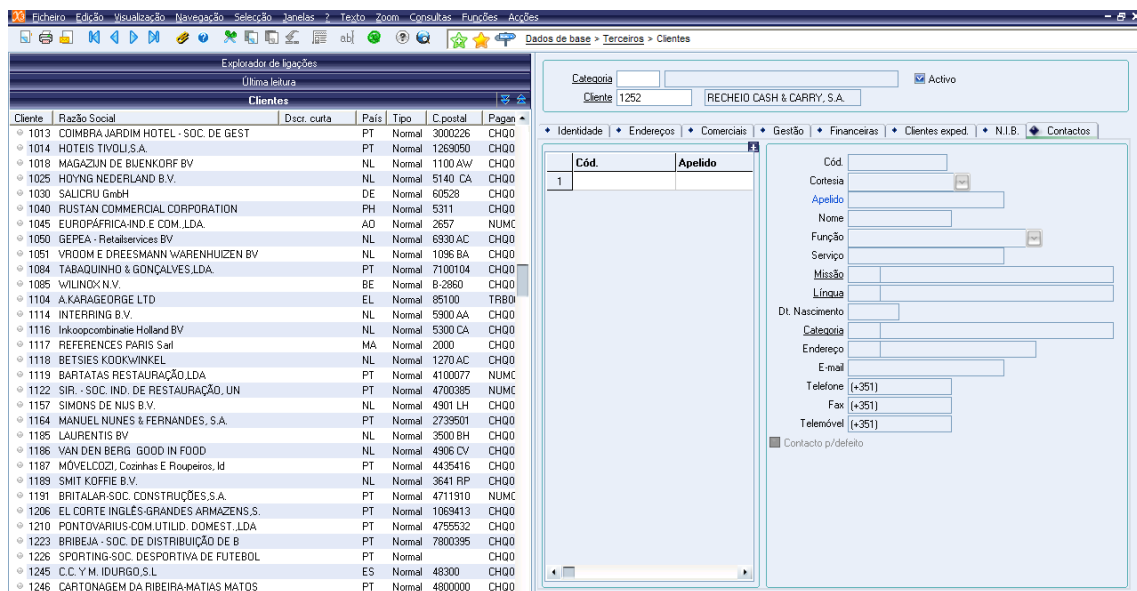 Ficheiro Edição Visualização Navegação Selecção Janelas ? Texto Zoom Consultas Funções Acções
Dados de base > Terceiros > Clientes
Explorador de ligações
Última leitura
Clientes
Cliente Razão Social Dscr. curta País Tipo C.postal Pagan
1013 COIMBRA JARDIM HOTEL - SOC. DE GEST PT Normal 3000226 CHQ0
1014 HOTEIS TIVOLI,S.A. PT Normal 1269050 CHQ0
1018 MAGAZIJN DE BIJENKORF BV NL Normal 1100 AW CHQ0
1025 HOYNG NEDERLAND B.V. NL Normal 5140 CA CHQ0
1030 SALICRU GmbH DE Normal 60528 CHQ0
1040 RUSTAN COMMERCIAL CORPORATION PH Normal 5311 CHQ0
1045 EUROPÁFRICA-IND.E COM.,LDA. AO Normal 2657 NUMC
1050 GEPEA - Retailservices BV NL Normal 6930 AC CHQ0
1051 VROOM E DREESMANN WARENHUIZEN BV NL Normal 1096 BA CHQ0
1084 TABAQUINHO & GONÇALVES,LDA. PT Normal 7100104 CHQ0
1085 WILINOX N.V. BE Normal B-2860 CHQ0
1104 A.KARAGEORGE LTD EL Normal 85100 TRB0
1114 INTERRING B.V. NL Normal 5900 AA CHQ0
1116 Inkoopcombinatie Holland BV NL Normal 5300 CA CHQ0
1117 REFERENCES PARIS Sarl MA Normal 2000 CHQ0
1118 BETSIES KOOKWINKEL NL Normal 1270 AC CHQ0
1119 BARTATAS RESTAURAÇÃO,LDA PT Normal 4100077 NUMC
1122 SIR. - SOC. IND. DE RESTAURAÇÃO, UN PT Normal 4700385 NUMC
1157 SIMONS DE NIJS B.V. NL Normal 4901 LH CHQ0
1164 MANUEL NUNES & FERNANDES, S.A. PT Normal 2739501 CHQ0
1185 LAURENTIS BV NL Normal 3500 BH CHQ0
1186 VAN DEN BERG GOOD IN FOOD NL Normal 4906 CV CHQ0
1187 MÓVELCOZI, Cozinhas E Roupeiros, ld PT Normal 4435416 CHQ0
1189 SMIT KOFFIE B.V. NL Normal 3641 RP CHQ0
1191 BRITALAR-SOC. CONSTRUÇÕES,S.A. PT Normal 4711910 NUMC
1206 EL CORTE INGLÊS-GRANDES ARMAZENS,S. PT Normal 1069413 CHQ0
1210 PONTOVARIUS-COM.UTILID. DOMEST.,LDA PT Normal 4755532 CHQ0
1223 BRIBEJA - SOC. DE DISTRIBUIÇÃO DE B PT Normal 7800395 CHQ0
1226 SPORTING-SOC. DESPORTIVA DE FUTEBOL PT Normal CHQ0
1245 C.C. Y M. IDURGO,S.L ES Normal 48300 CHQ0
1246 CARTONAGEM DA RIBEIRA-MATIAS MATOS PT Normal 4800000 CHQ0
Categoria
Activo
Cliente 1252 RECHEIO CASH & CARRY, S.A.
Identidade Endereços Comerciais Gestão Financeiras Clientes exped. N.I.B. Contactos
Cód. Apelido
1
Cód.
Cortesia
Apelido
Nome
Função
Serviço
Missão
Língua
Dt. Nascimento
Categoria
Endereço
E-mail
Telefone (+351)
Fax (+351)
Telemóvel (+351)
Contacto p/defeito